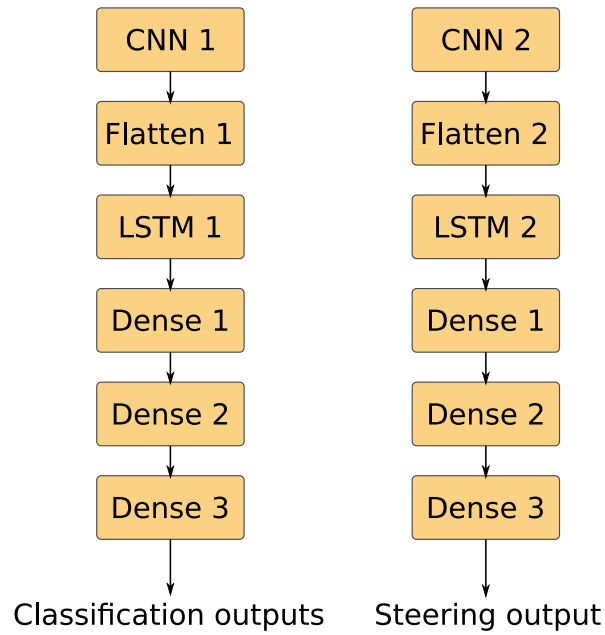 CNN 1
Flatten 1
LSTM 1
Dense 1
Dense 2
Dense 3
Classification outputs
CNN 2
Flatten 2
LSTM 2
Dense 1
Dense 2
Dense 3
Steering output